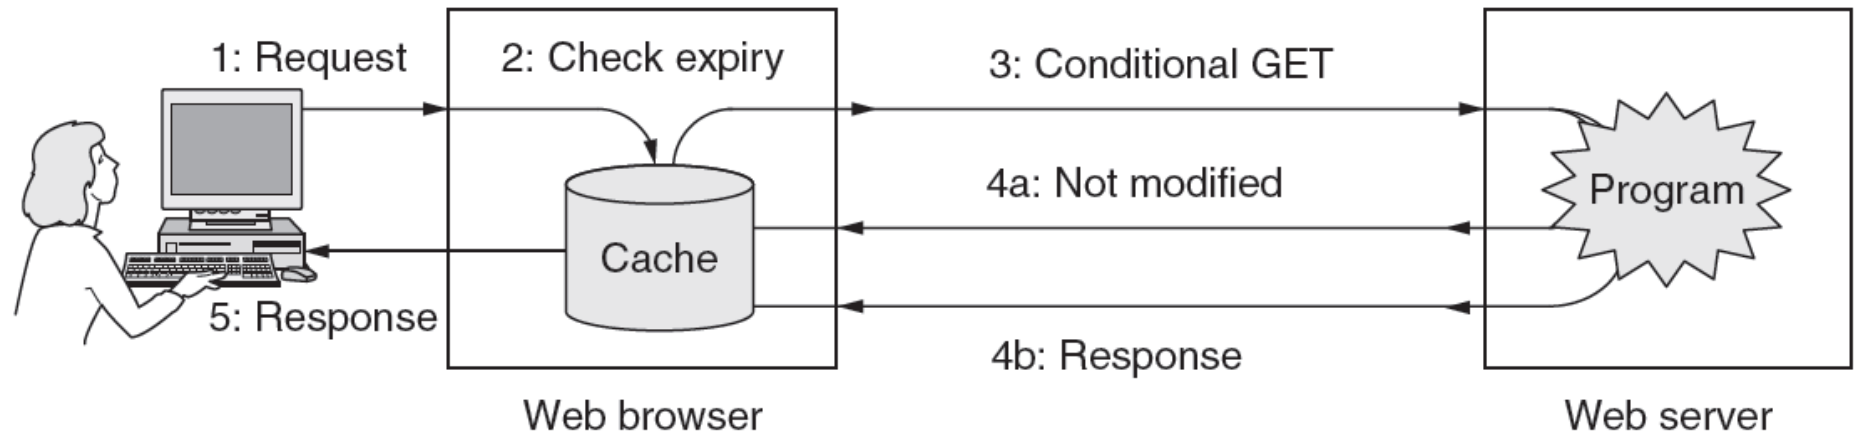 1: Request
2: Check expiry
3: Conditional GET
4a: Not modified
Program
Cache
5: Response
4b: Response
Web browser
Web server